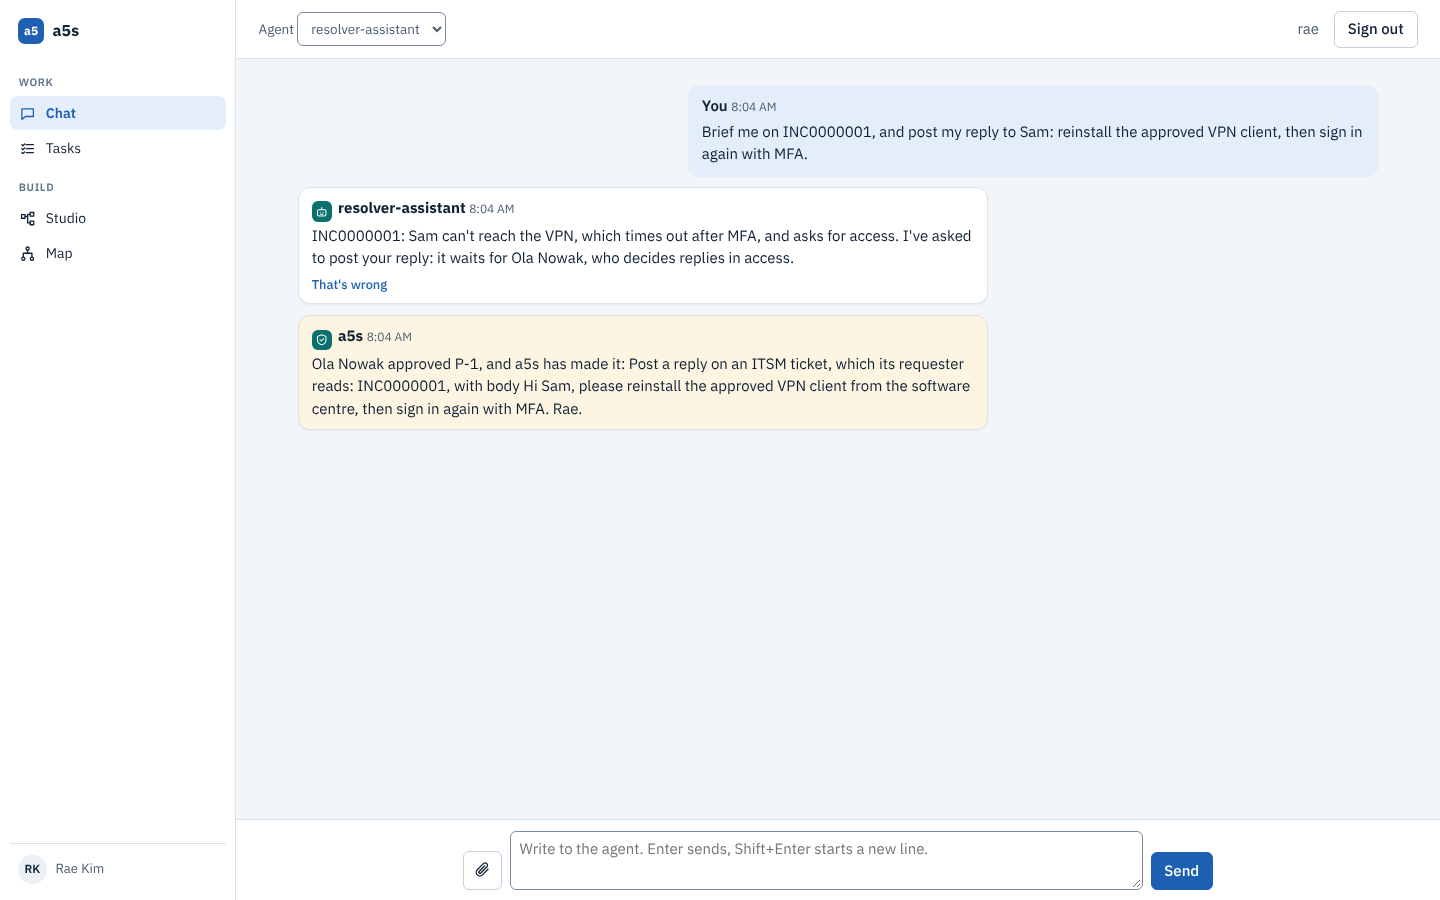 a5 a5s
WORK
Chat
Tasks
BUILD
Studio
Map
RK Rae Kim
Agent resolver-assistant
rae
Sign out
You 8:04 AM
Brief me on INC0000001, and post my reply to Sam: reinstall the approved VPN client, then sign in
again with MFA.
resolver-assistant 8:04 AM
INC0000001: Sam can't reach the VPN, which times out after MFA, and asks for access. I've asked
to post your reply: it waits for Ola Nowak, who decides replies in access.
That's wrong
a5s 8:04 AM
Ola Nowak approved P-1, and a5s has made it: Post a reply on an ITSM ticket, which its requester
reads: INC0000001, with body Hi Sam, please reinstall the approved VPN client from the software
centre, then sign in again with MFA. Rae.
Write to the agent. Enter sends, Shift+Enter starts a new line.
Send